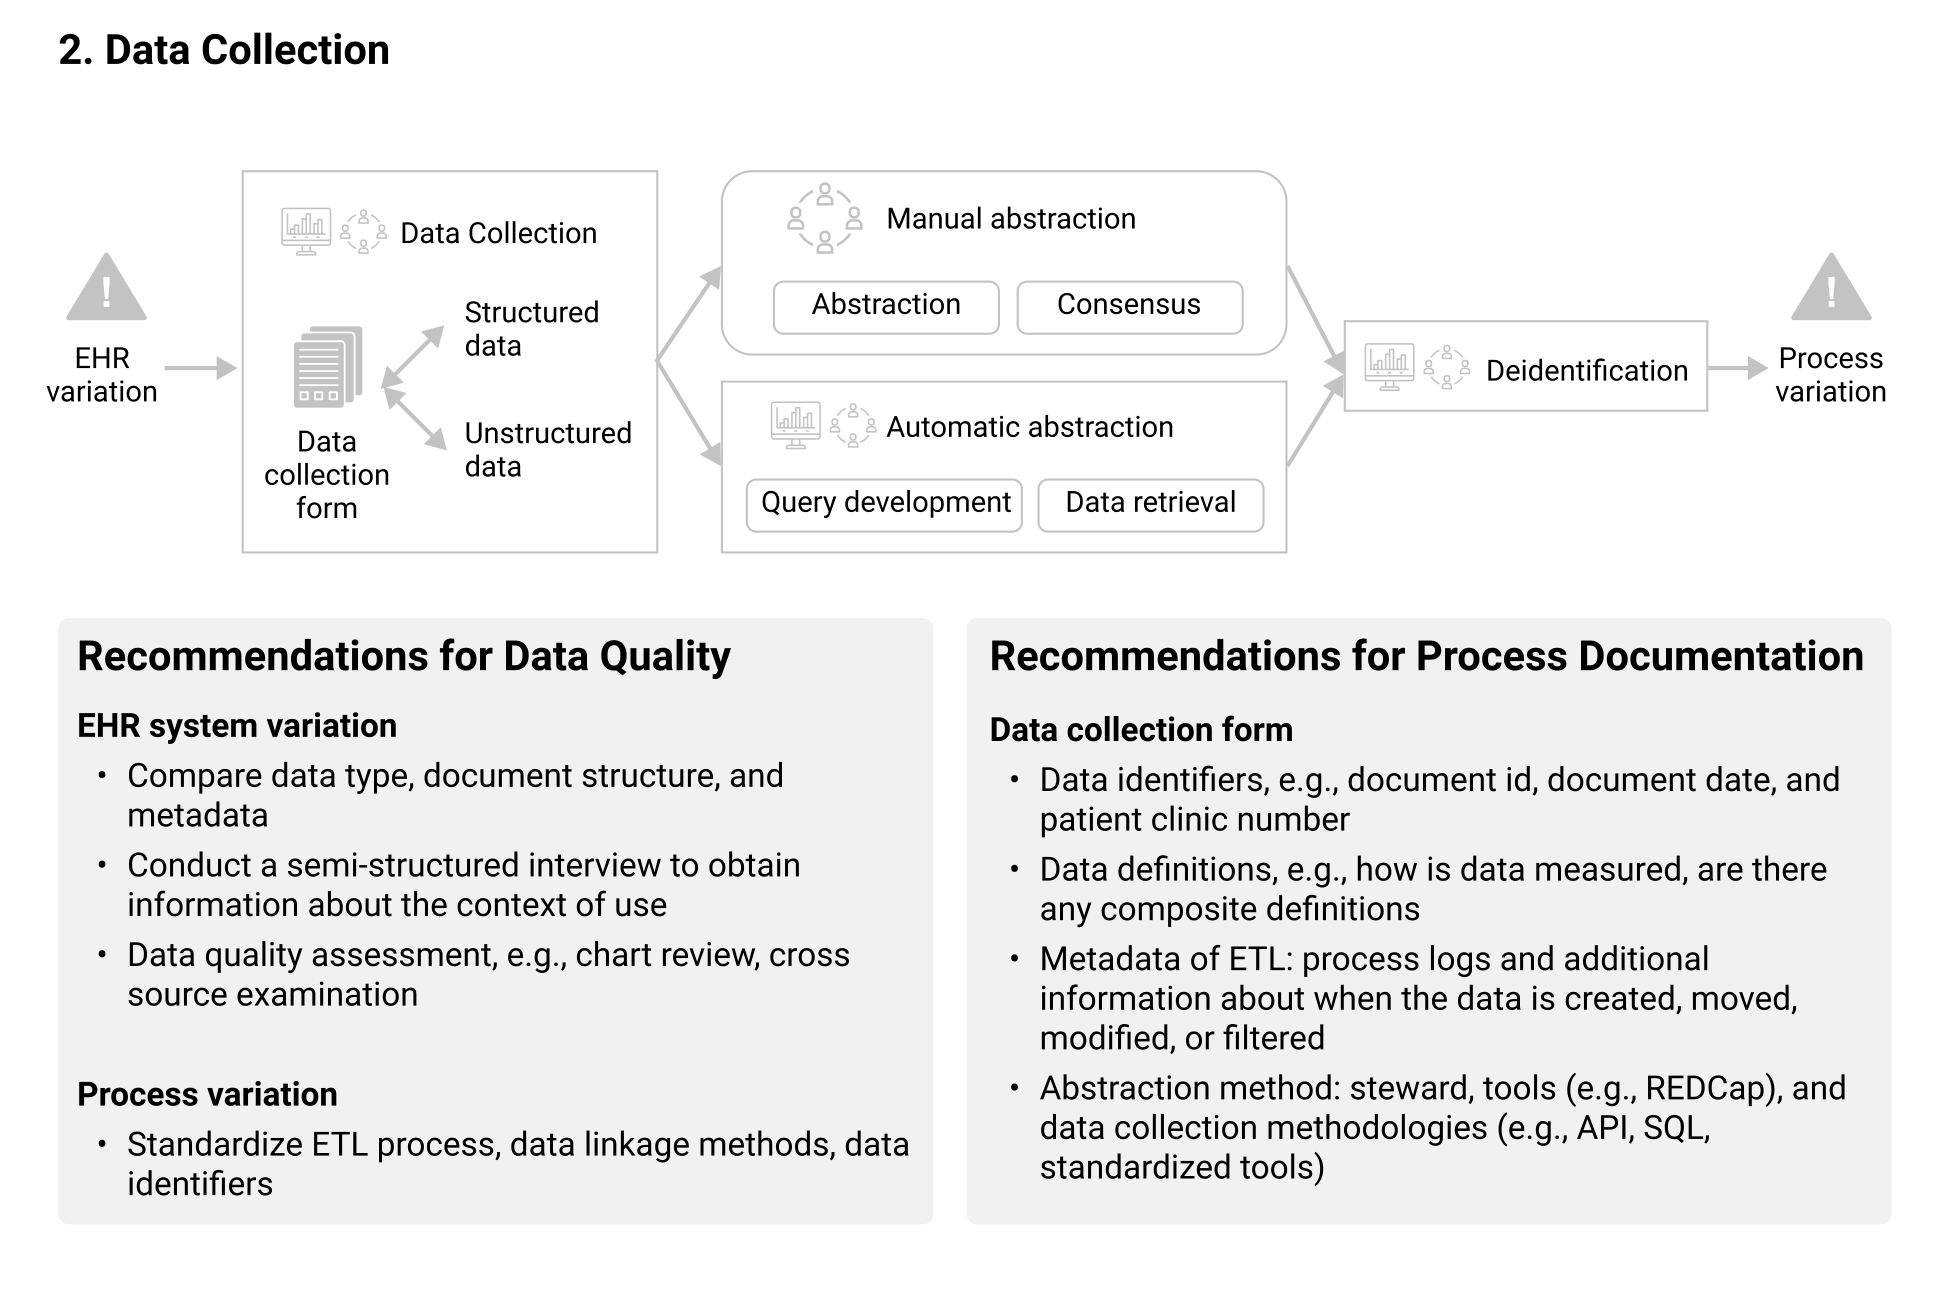 2. Data Collection
!
EHR
variation
Data Collection
Structured
data
Unstructured
data
Data
collection
form
Manual abstraction
Abstraction
Consensus
Automatic abstraction
Query development
Data retrieval
Deidentification
!
Process
variation
Recommendations for Data Quality
EHR system variation
• Compare data type, document structure, and
metadata
• Conduct a semi-structured interview to obtain
information about the context of use
• Data quality assessment, e.g., chart review, cross
source examination
Process variation
• Standardize ETL process, data linkage methods, data
identifiers
Recommendations for Process Documentation
Data collection form
• Data identifiers, e.g., document id, document date, and
patient clinic number
• Data definitions, e.g., how is data measured, are there
any composite definitions
• Metadata of ETL: process logs and additional
information about when the data is created, moved,
modified, or filtered
• Abstraction method: steward, tools (e.g., REDCap), and
data collection methodologies (e.g., API, SQL,
standardized tools)